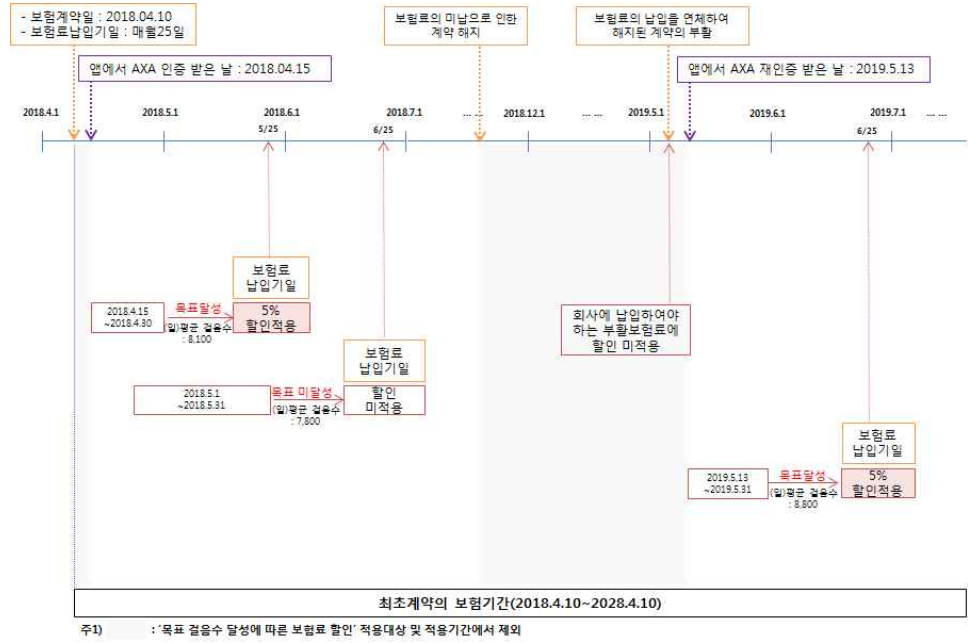 - 보험계약일 : 2018.04.10
- 보험료납입기일 : 매월25일
보험료의 미납으로 인한
계약 해지
보험료의 납입을 연체하여
해지된 계약의 부활
앱에서 AXA 인증 받은 날 : 2018.04.15
앱에서 AXA 재인증 받은 날 : 2019.5.13
2018.4.1 2018.5.1 2018.6.1 2018.7.1 ... ... 2018.12.1 ... ... 2019.5.1 2019.6.1 2019.7.1 ... ...
5/25 6/25 6/25
보험료
납입기일
2018.4.15
~2018.4.30
목표달성
(일)평균 걸음수
: 8,100
5%
할인적용
회사에 납입하여야
하는 부활보험료에
할인 미적용
보험료
납입기일
2018.5.1
~2018.5.31
목표 미달성
(일)평균 걸음수
: 7,800
할인
미적용
보험료
납입기일
2019.5.13
~2019.5.31
목표달성
(일)평균 걸음수
: 8,800
5%
할인적용
최초계약의 보험기간(2018.4.10~2028.4.10)
주1) : '목표 걸음수 달성에 따른 보험료 할인' 적용대상 및 적용기간에서 제외